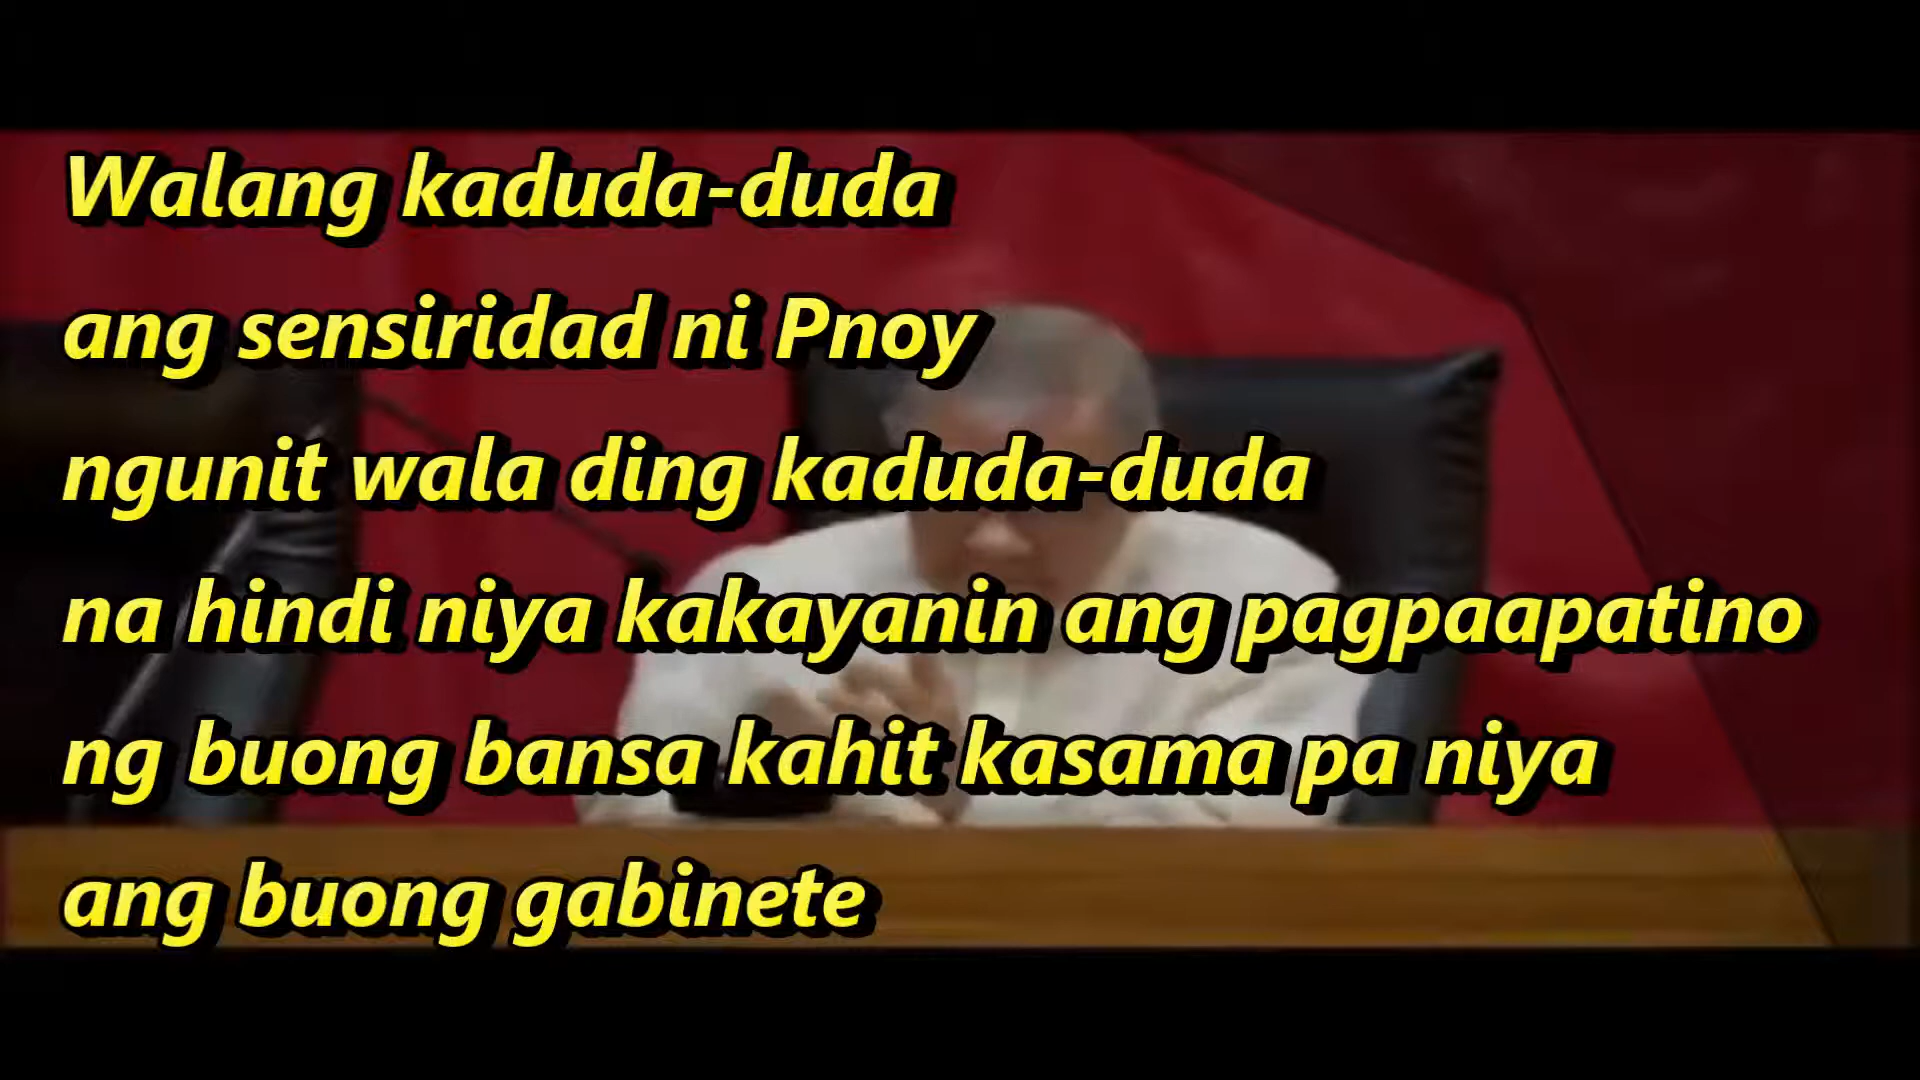 Walang kaduda-duda
ang sensiridad ni Pnoy
ngunit wala ding kaduda-duda
na hindi niya kakayanin ang pagpaapatino
ng buong bansa kahit kasama pa niya
ang buong gabinete